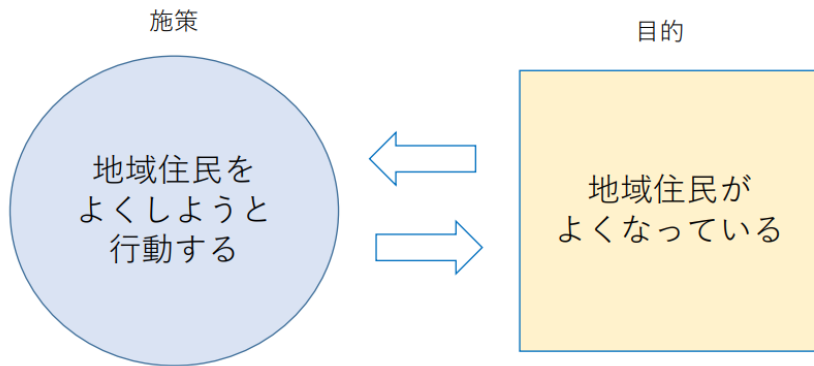 施策
地域住民を
よくしようと
行動する
目的
地域住民が
よくなっている